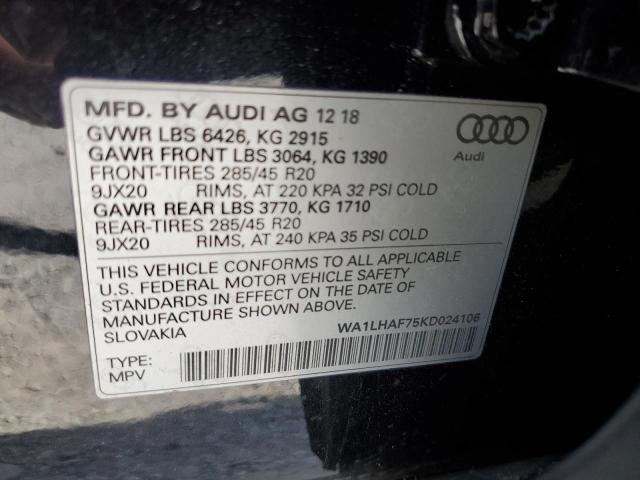 MFD. BY AUDI AG 12 18
GVWR LBS 6426, KG 2915
GAWR FRONT LBS 3064, KG 1390
FRONT-TIRES 285/45 R20
9JX20 RIMS, AT 220 KPA 32 PSI COLD
GAWR REAR LBS 3770, KG 1710
REAR-TIRES 285/45 R20
9JX20 RIMS, AT 240 KPA 35 PSI COLD
Audi
THIS VEHICLE CONFORMS TO ALL APPLICABLE
U.S. FEDERAL MOTOR VEHICLE SAFETY
STANDARDS IN EFFECT ON THE DATE OF
MANUFACTURE SHOWN ABOVE.
SLOVAKIA WA1LHAF75KD024106
TYPE:
MPV